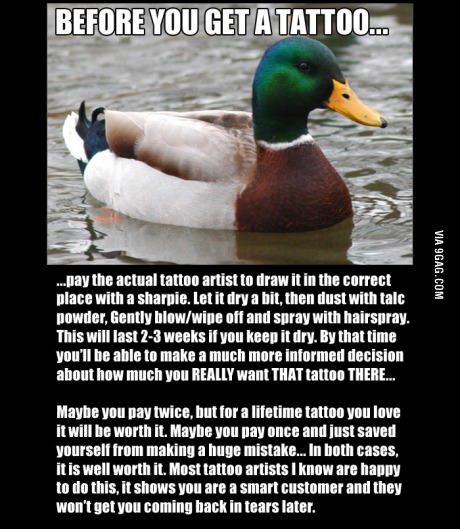 BEFORE YOU GET A TATTOO...
...pay the actual tattoo artist to draw it in the correct
place with a sharpie. Let it dry a bit, then dust with talc
powder, Gently blow/wipe off and spray with hairspray.
This will last 2-3 weeks if you keep it dry. By that time
you'll be able to make a much more informed decision
about how much you REALLY want THAT tattoo THERE...
Maybe you pay twice, but for a lifetime tattoo you love
it will be worth it. Maybe you pay once and just saved
yourself from making a huge mistake... In both cases,
it is well worth it. Most tattoo artists I know are happy
to do this, it shows you are a smart customer and they
won't get you coming back in tears later.
VIA 9GAG.COM